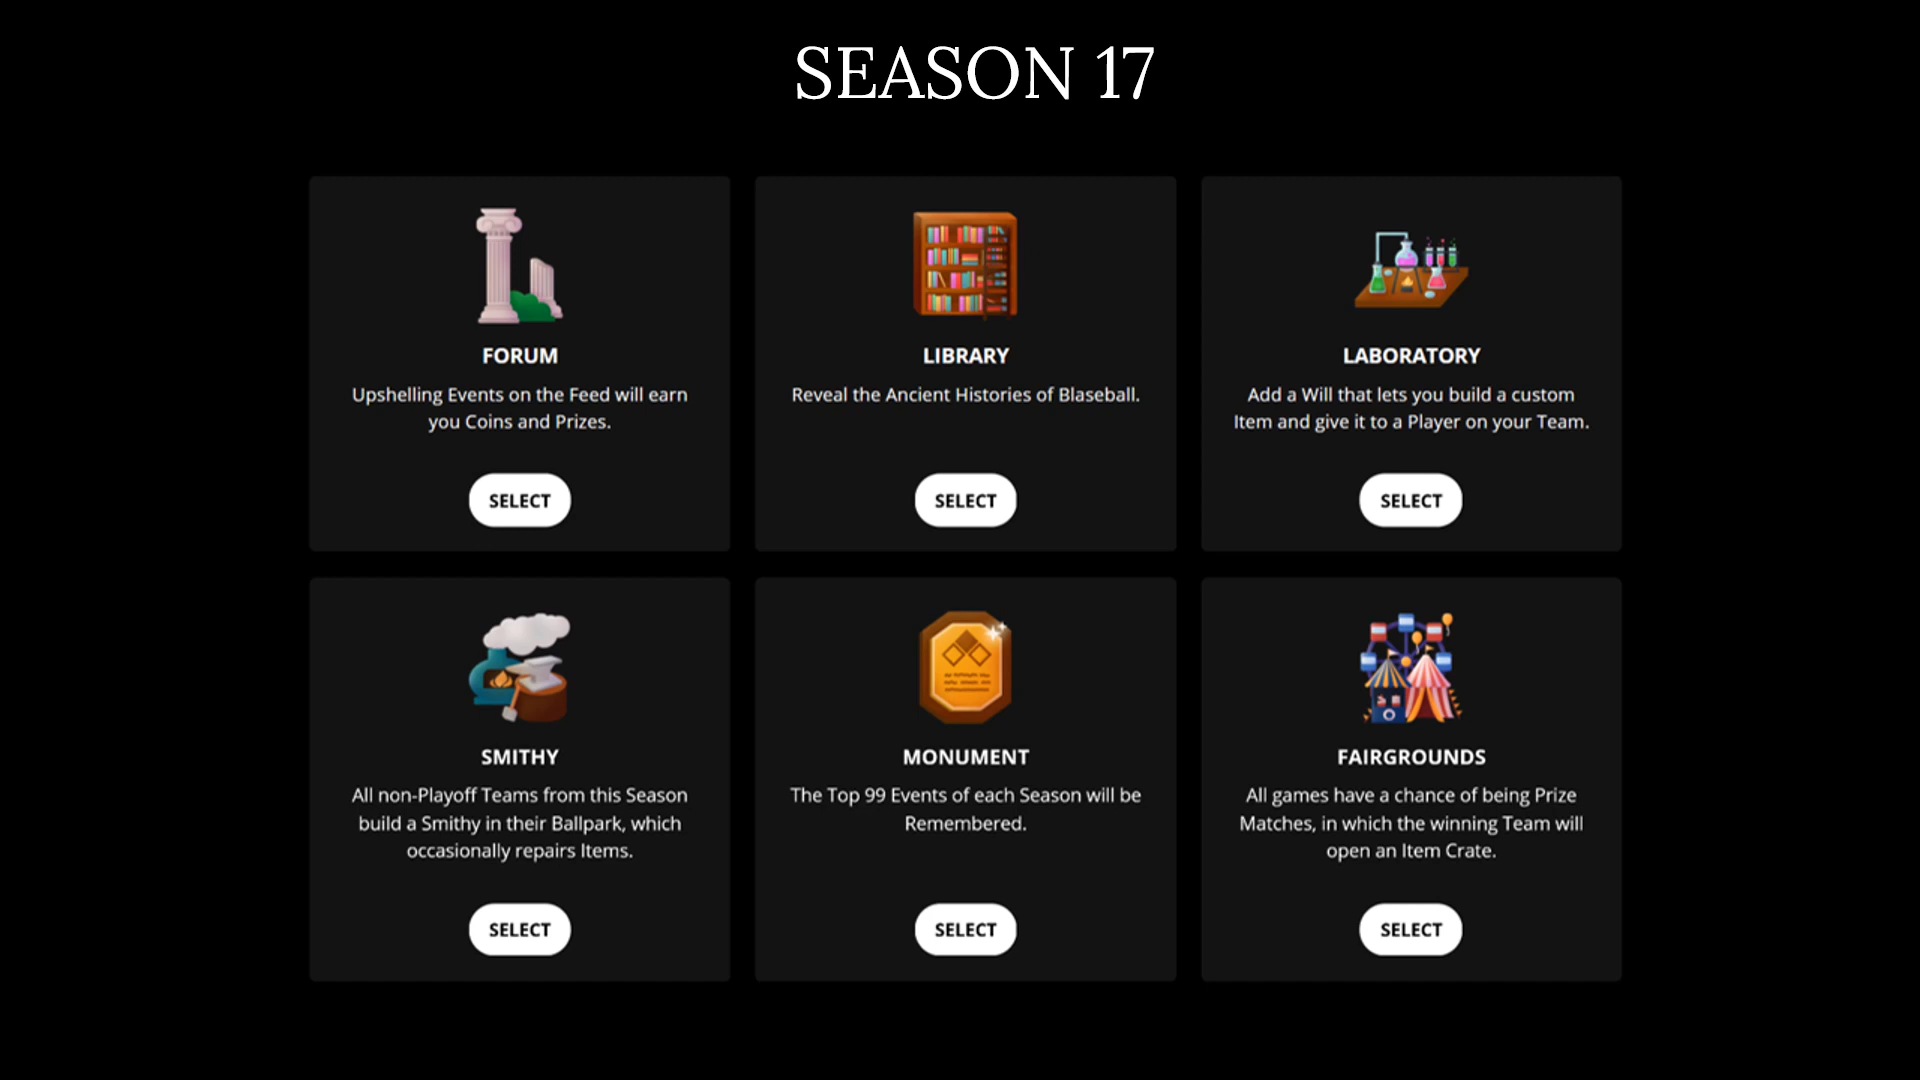 SEASON 17
FORUM
Upshelling Events on the Feed will earn
you Coins and Prizes.
SELECT
LIBRARY
Reveal the Ancient Histories of Blaseball.
SELECT
LABORATORY
Add a Will that lets you build a custom
Item and give it to a Player on your Team.
SELECT
SMITHY
All non-Playoff Teams from this Season
build a Smithy in their Ballpark, which
occasionally repairs Items.
SELECT
MONUMENT
The Top 99 Events of each Season will be
Remembered.
SELECT
FAIRGROUNDS
All games have a chance of being Prize
Matches, in which the winning Team will
open an Item Crate.
SELECT